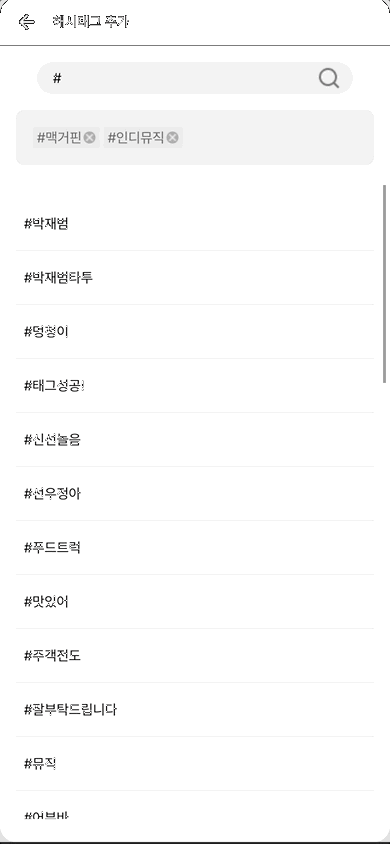 해시태그 추가
#
#맥거핀 #인디뮤직
#박재범
#박재범타투
#멍청이
#태그성공!
#신선놀음
#선우정아
#푸드트럭
#맛있어
#주객전도
#잘부탁드립니다
#뮤직
#어부바